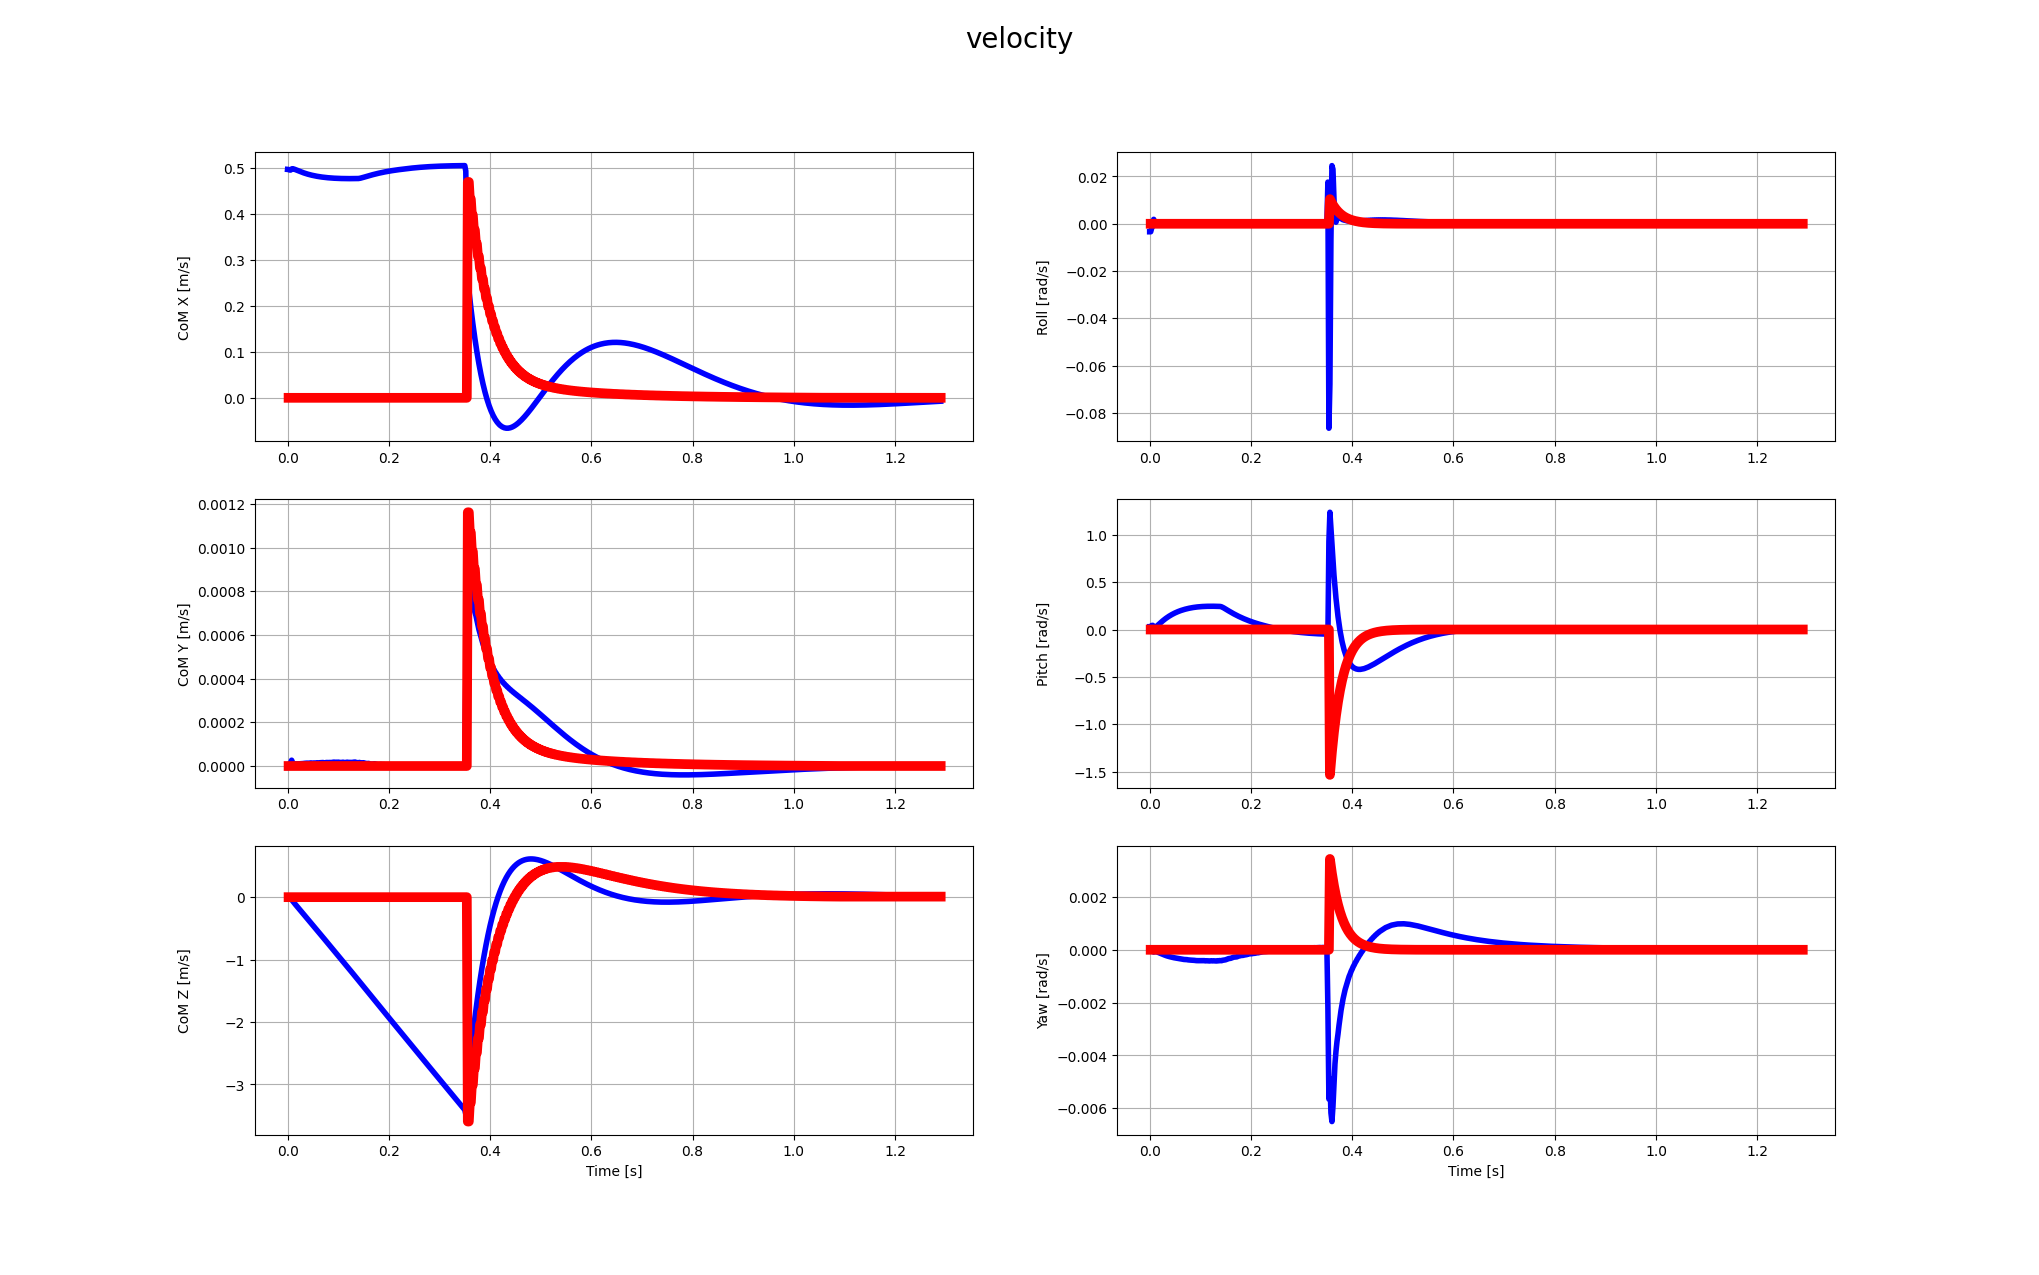 velocity
CoM X [m/s]
0.5
0.4
0.3
0.2
0.1
0.0
0.0 0.2 0.4 0.6 0.8 1.0 1.2
Roll [rad/s]
0.02
0.00
−0.02
−0.04
−0.06
−0.08
0.0 0.2 0.4 0.6 0.8 1.0 1.2
CoM Y [m/s]
0.0012
0.0010
0.0008
0.0006
0.0004
0.0002
0.0000
0.0 0.2 0.4 0.6 0.8 1.0 1.2
Pitch [rad/s]
1.0
0.5
0.0
−0.5
−1.0
−1.5
0.0 0.2 0.4 0.6 0.8 1.0 1.2
CoM Z [m/s]
0
−1
−2
−3
0.0 0.2 0.4 0.6 0.8 1.0 1.2
Time [s]
Yaw [rad/s]
0.002
0.000
−0.002
−0.004
−0.006
0.0 0.2 0.4 0.6 0.8 1.0 1.2
Time [s]